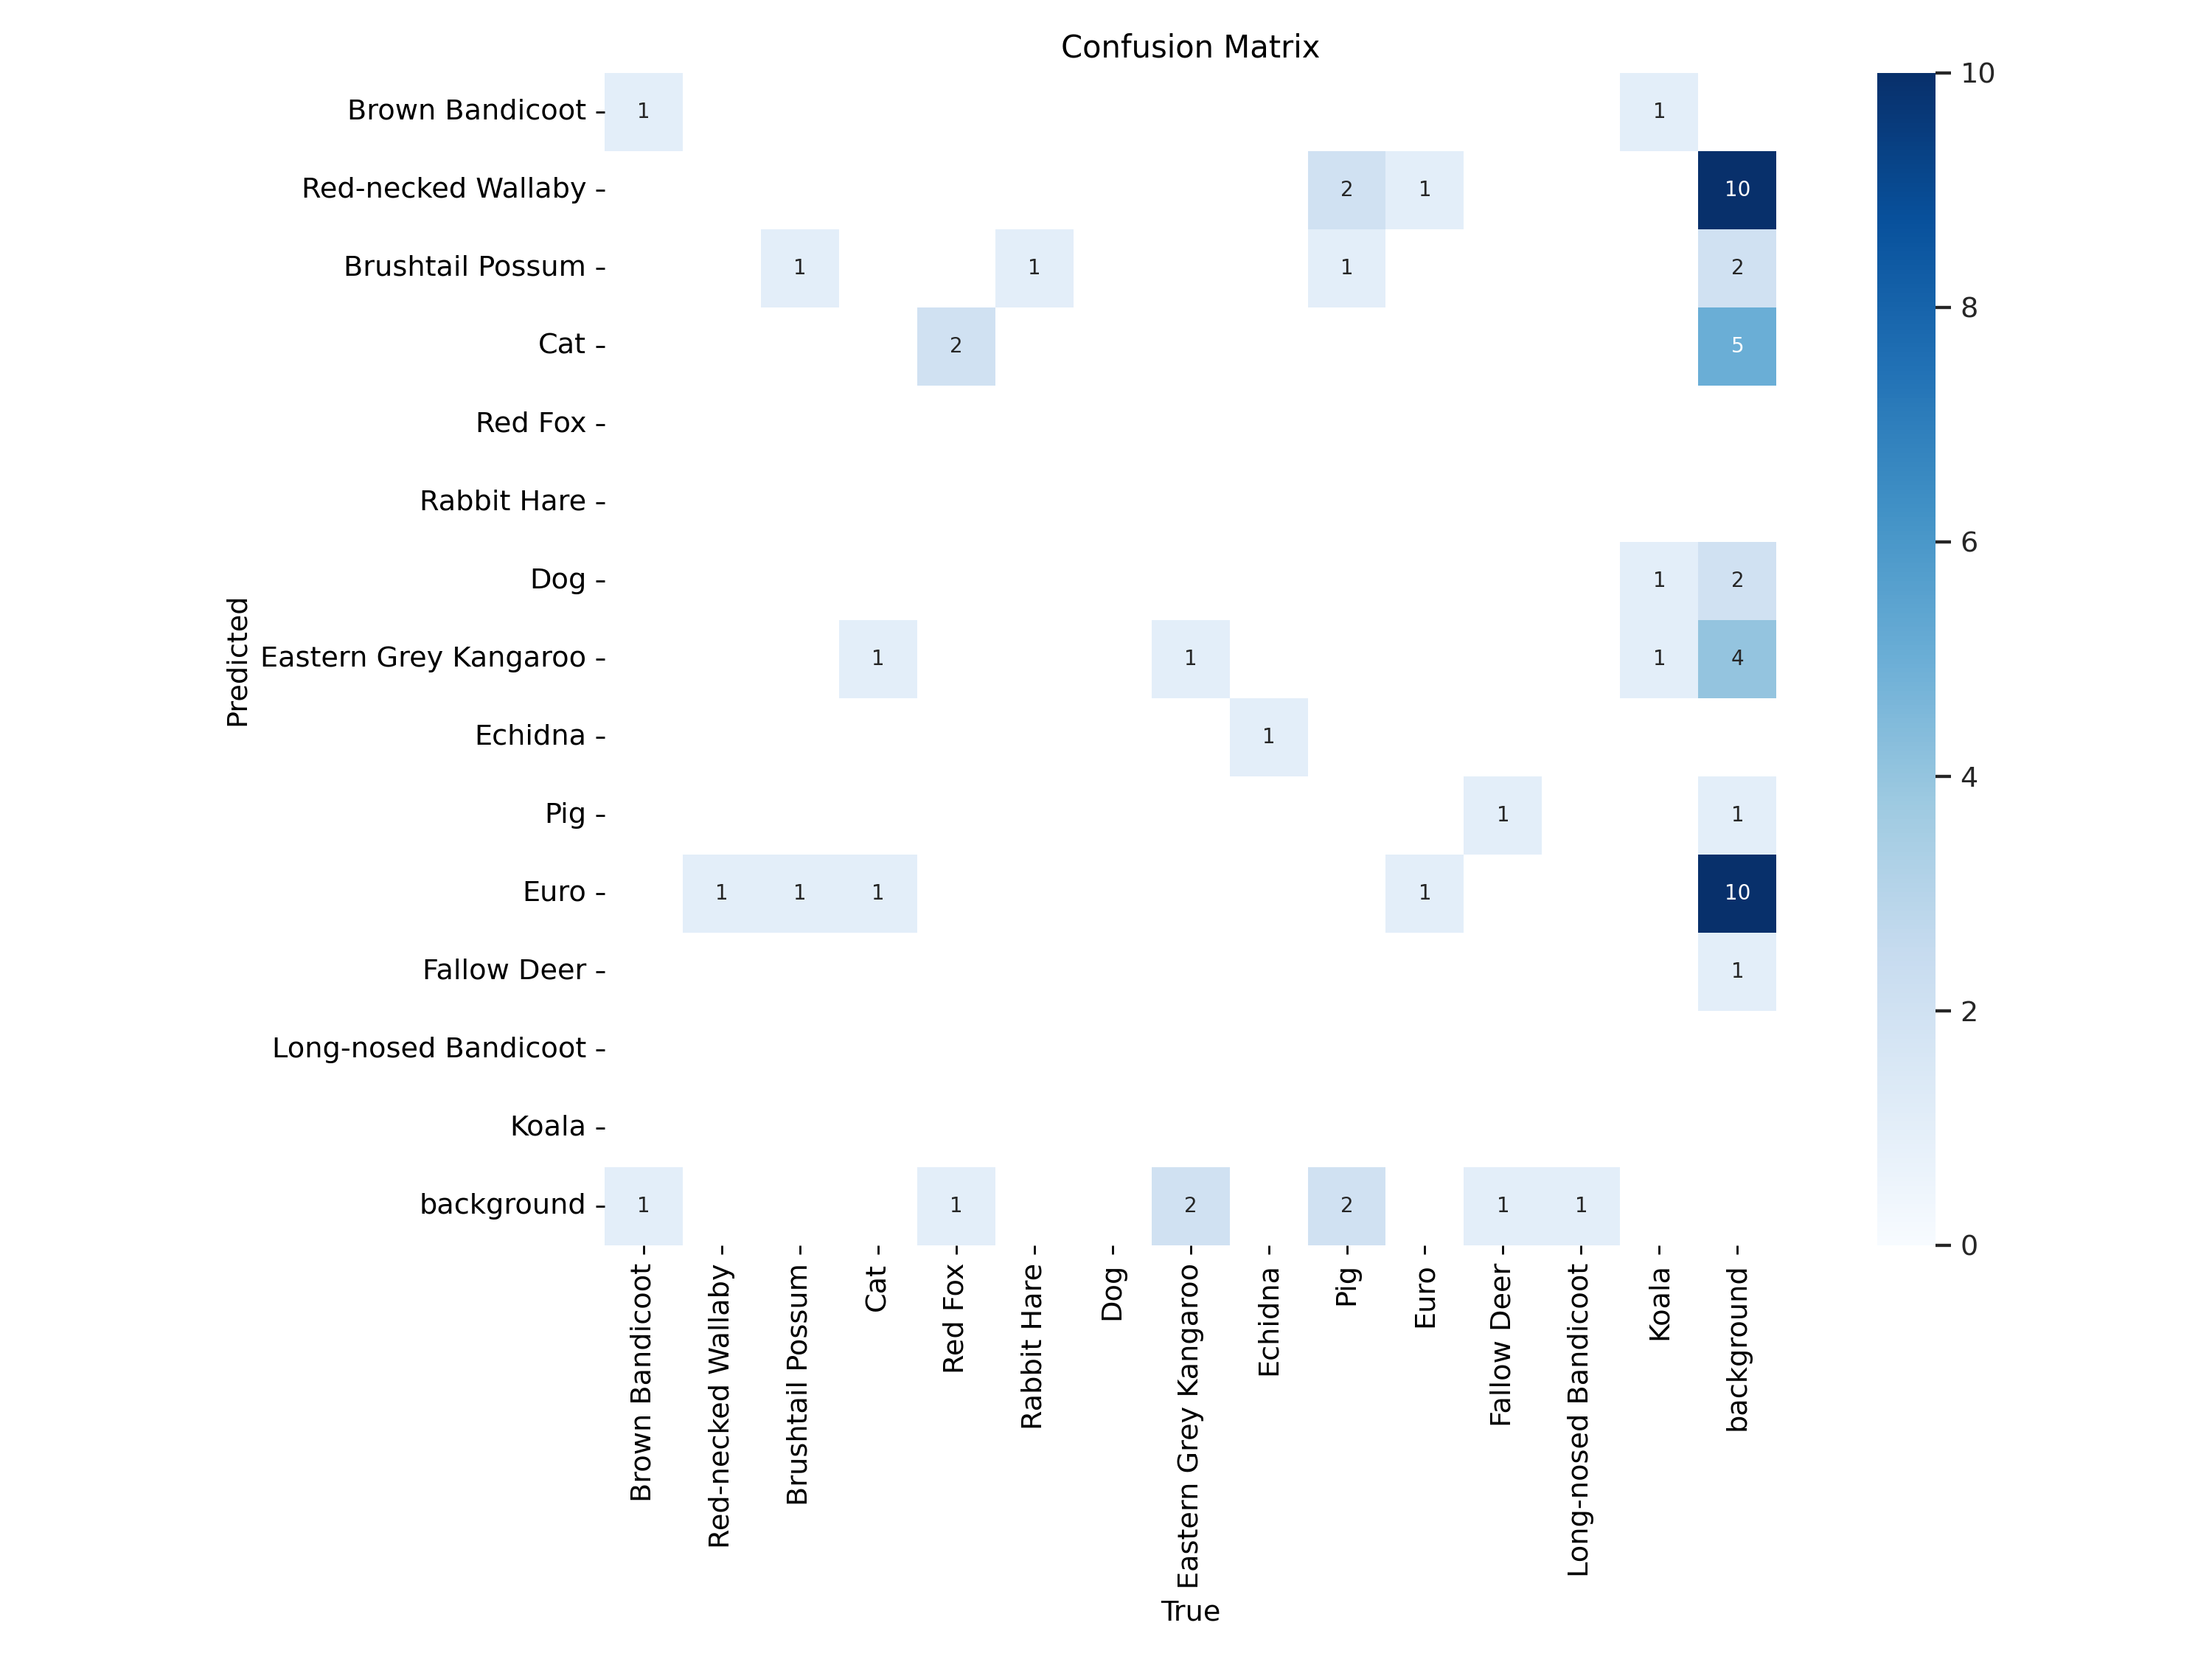 Confusion Matrix
Brown Bandicoot 1 1
Red-necked Wallaby 2 1 10
Brushtail Possum 1 1 1 2
Cat 2 5
Red Fox
Rabbit Hare
Dog 1 2
Eastern Grey Kangaroo 1 1 1 4
Echidna 1
Pig 1 1
Euro 1 1 1 1 10
Fallow Deer 1
Long-nosed Bandicoot
Koala
background 1 1 2 2 1 1
Predicted
Brown Bandicoot
Red-necked Wallaby
Brushtail Possum
Cat
Red Fox
Rabbit Hare
Dog
Eastern Grey Kangaroo
Echidna
Pig
Euro
Fallow Deer
Long-nosed Bandicoot
Koala
background
True
10
8
6
4
2
0